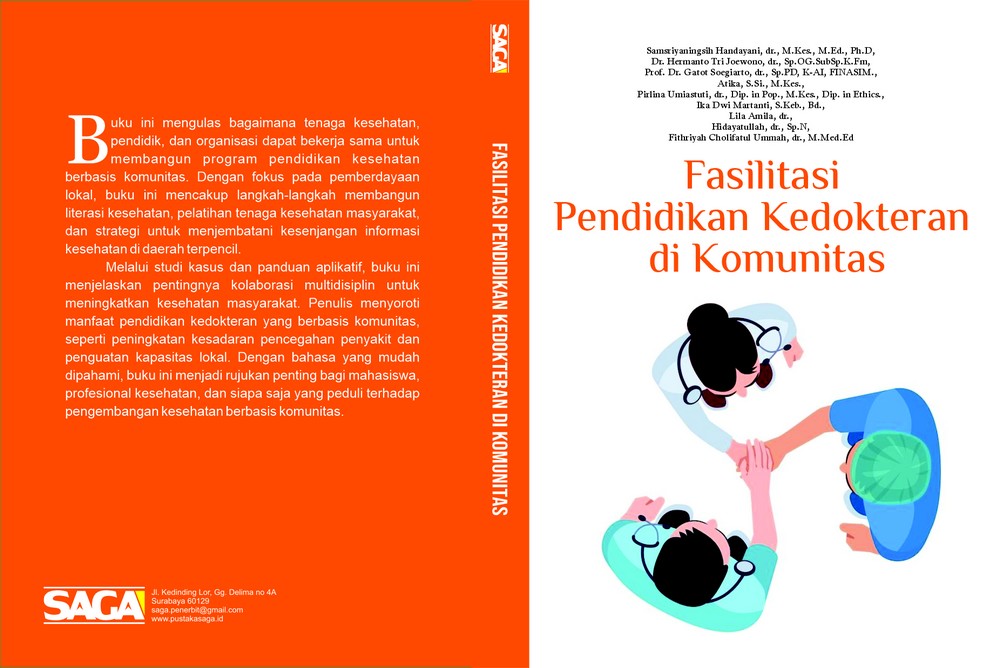 Buku ini mengulas bagaimana tenaga kesehatan,
pendidik, dan organisasi dapat bekerja sama untuk
membangun program pendidikan kesehatan
berbasis komunitas. Dengan fokus pada pemberdayaan
lokal, buku ini mencakup langkah-langkah membangun
literasi kesehatan, pelatihan tenaga kesehatan masyarakat,
dan strategi untuk menjembatani kesenjangan informasi
kesehatan di daerah terpencil.
Melalui studi kasus dan panduan aplikatif, buku ini
menjelaskan pentingnya kolaborasi multidisiplin untuk
meningkatkan kesehatan masyarakat. Penulis menyoroti
manfaat pendidikan kedokteran yang berbasis komunitas,
seperti peningkatan kesadaran pencegahan penyakit dan
penguatan kapasitas lokal. Dengan bahasa yang mudah
dipahami, buku ini menjadi rujukan penting bagi mahasiswa,
profesional kesehatan, dan siapa saja yang peduli terhadap
pengembangan kesehatan berbasis komunitas.
SAGA
Jl. Kedinding Lor, Gg. Delima no 4A
Surabaya 60129
saga.penerbit@gmail.com
www.pustakasaga.id
SAGA
FASILITASI PENDIDIKAN KEDOKTERAN DI KOMUNITAS
Samsriyaningsih Handayani, dr., M.Kes., M.Ed., Ph.D,
Dr. Hermanto Tri Joewono, dr., Sp.OG.SubSp.K.Fm,
Prof. Dr. Gatot Soegiarto, dr., Sp.PD, K-AI, FINASIM.,
Atika, S.Si., M.Kes.,
Pirlina Umiastuti, dr., Dip. in Pop., M.Kes., Dip. in Ethics.,
Ika Dwi Martanti, S.Keb., Bd.,
Lila Amila, dr.,
Hidayatullah, dr., Sp.N,
Fithriyah Cholifatul Ummah, dr., M.Med.Ed
Fasilitasi
Pendidikan Kedokteran
di Komunitas